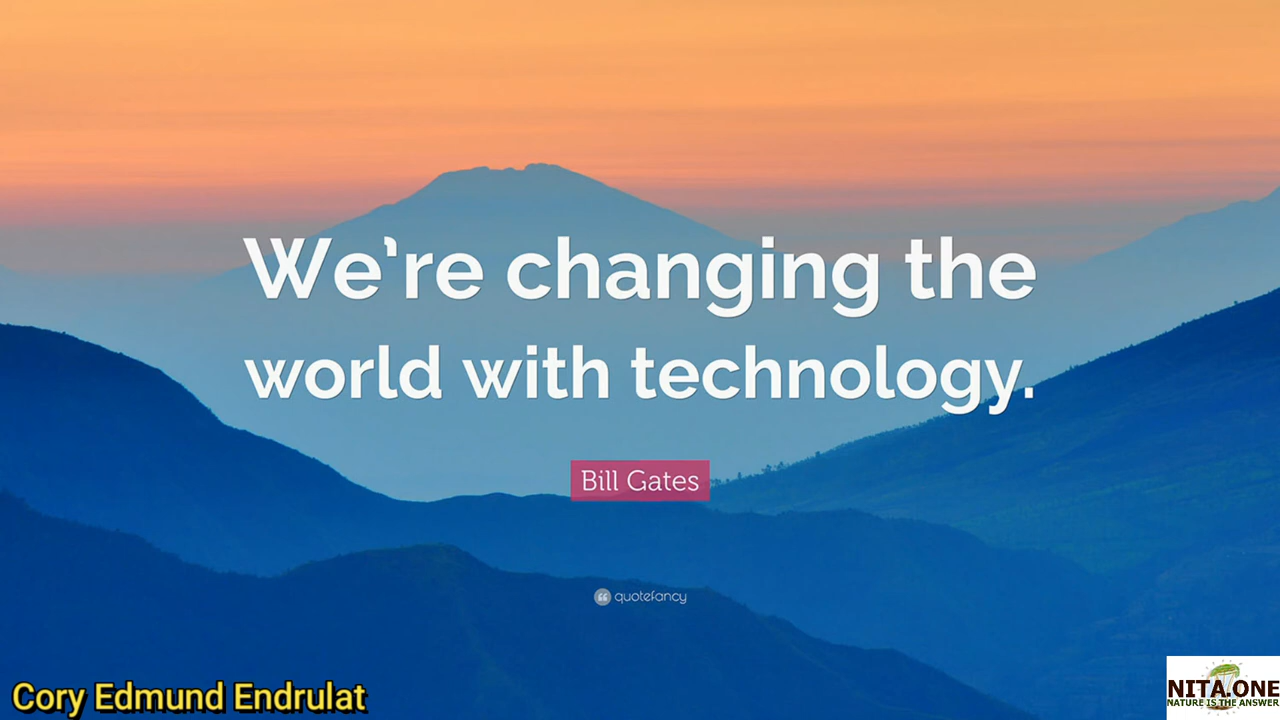 We're changing the
world with technology.
Bill Gates
quotefancy
Cory Edmund Endrulat
NITA.ONE
NATURE IS THE ANSWER